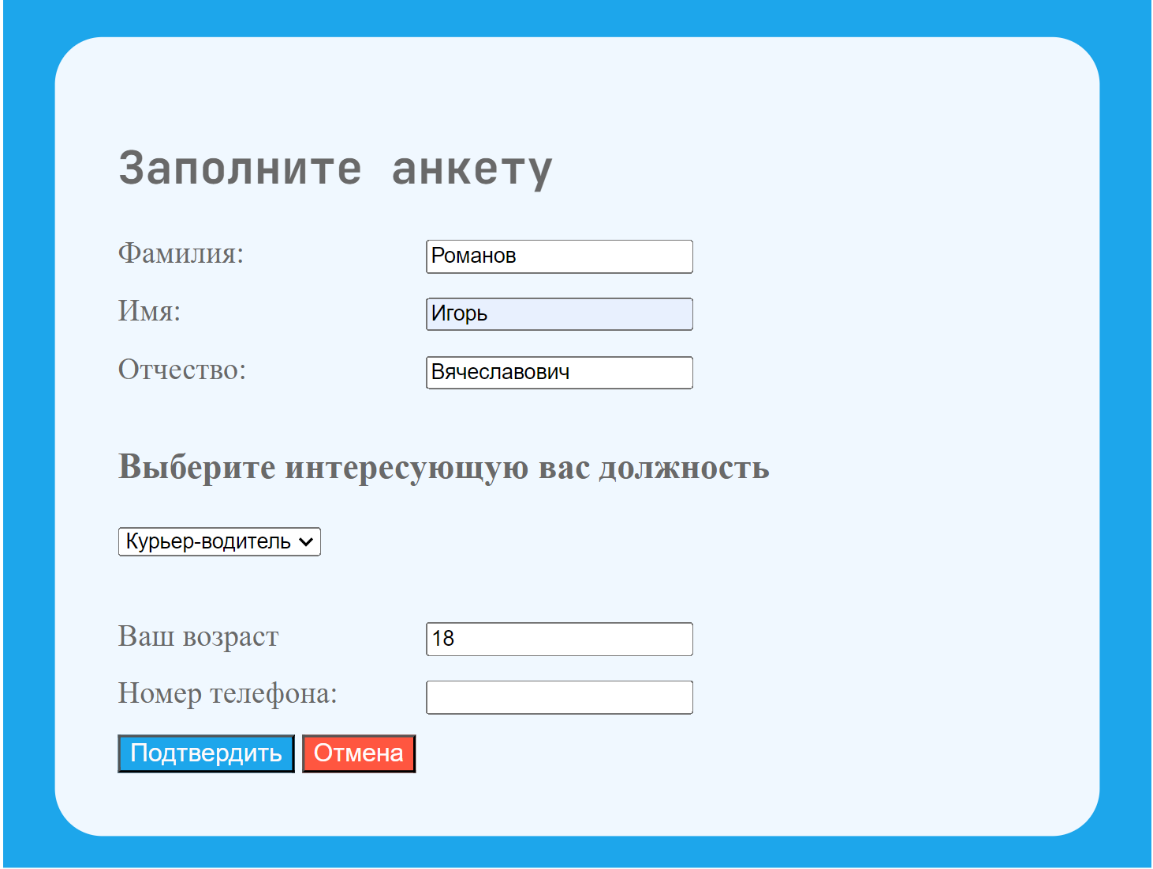 Заполните анкету
Фамилия: Романов
Имя: Игорь
Отчество: Вячеславович
Выберите интересующую вас должность
Курьер-водитель
Ваш возраст 18
Номер телефона:
Подтвердить Отмена